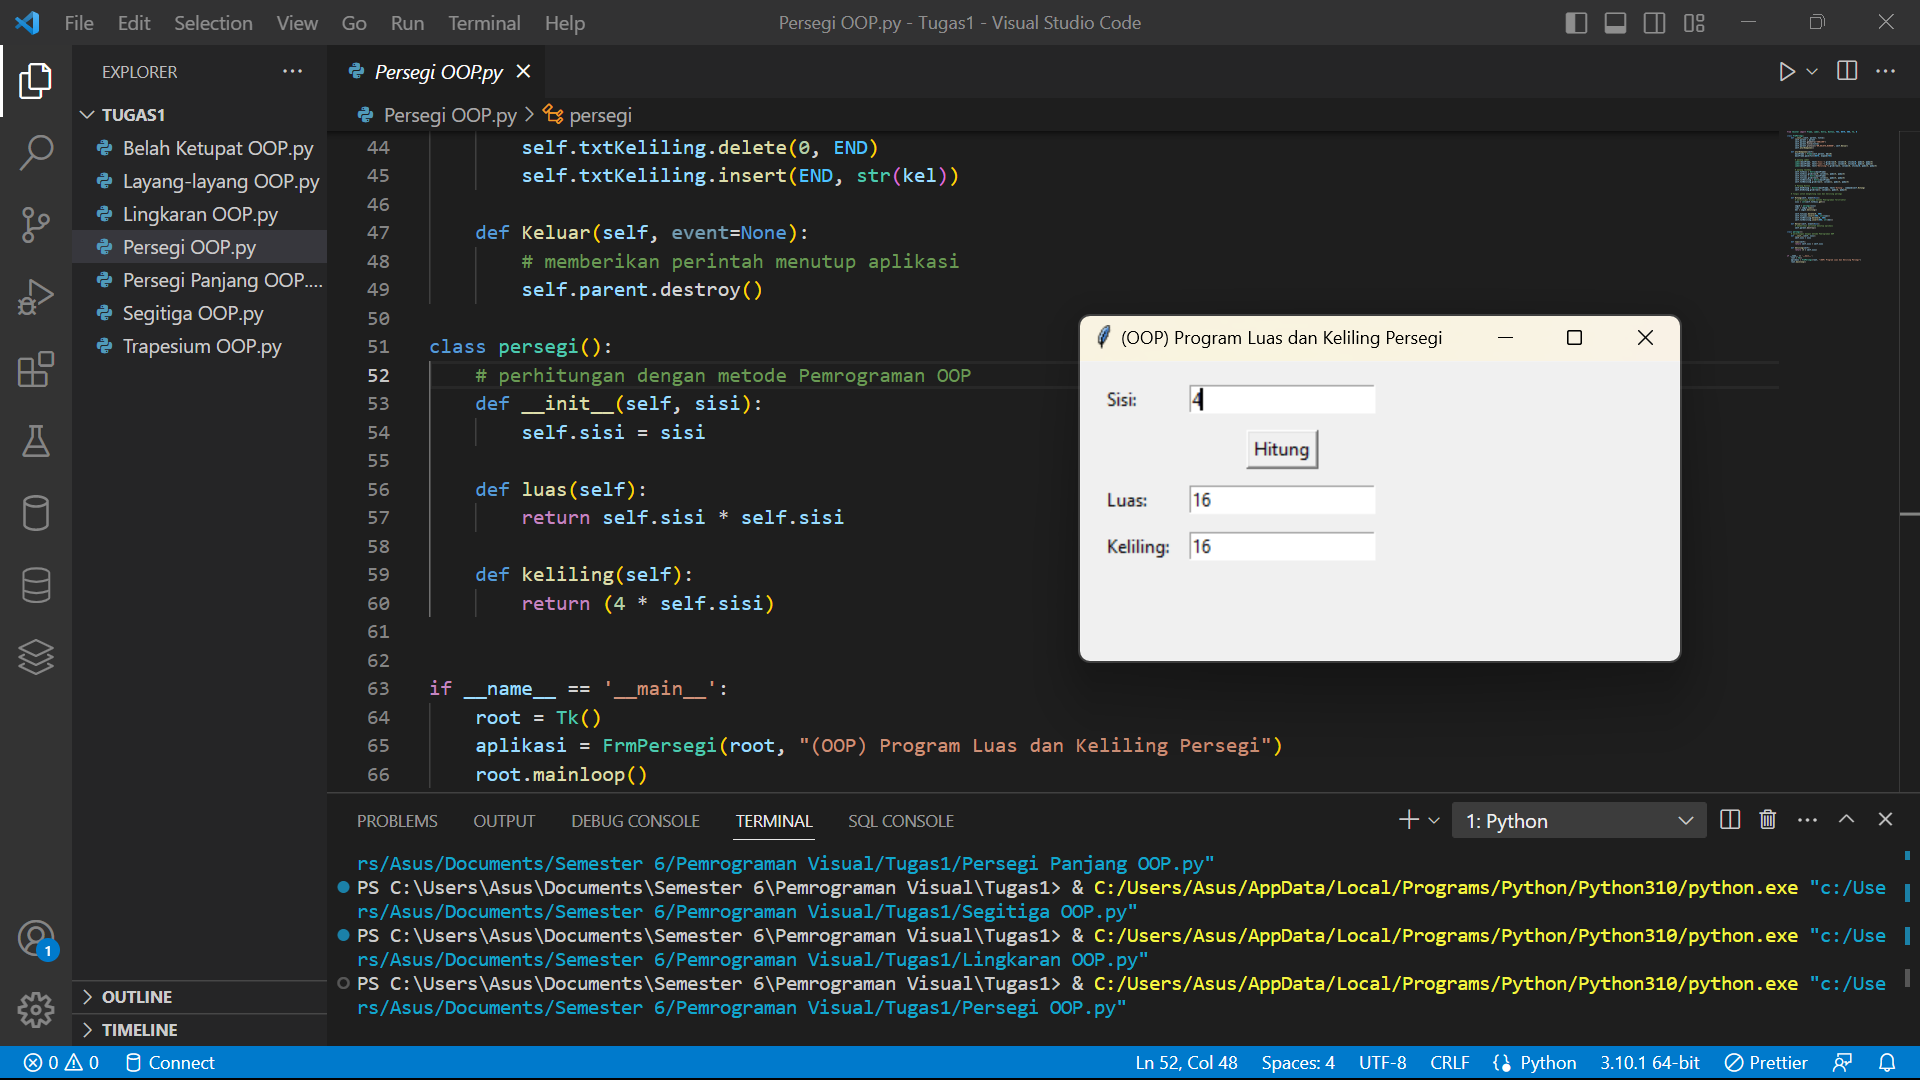 File Edit Selection View Go Run Terminal Help
Persegi OOP.py - Tugas1 - Visual Studio Code
EXPLORER
TUGAS1
Belah Ketupat OOP.py
Layang-layang OOP.py
Lingkaran OOP.py
Persegi OOP.py
Persegi Panjang OOP....
Segitiga OOP.py
Trapesium OOP.py
OUTLINE
TIMELINE
1
Persegi OOP.py
Persegi OOP.py > persegi
44 self.txtKeliling.delete(0, END)
45 self.txtKeliling.insert(END, str(kel))
46
47 def Keluar(self, event=None):
48 # memberikan perintah menutup aplikasi
49 self.parent.destroy()
50
51 class persegi():
52 # perhitungan dengan metode Pemrograman OOP
53 def __init__(self, sisi):
54 self.sisi = sisi
55
56 def luas(self):
57 return self.sisi * self.sisi
58
59 def keliling(self):
60 return (4 * self.sisi)
61
62
63 if __name__ == '__main__':
64 root = Tk()
65 aplikasi = FrmPersegi(root, "(OOP) Program Luas dan Keliling Persegi")
66 root.mainloop()
(OOP) Program Luas dan Keliling Persegi
Sisi: 4
Hitung
Luas: 16
Keliling: 16
PROBLEMS OUTPUT DEBUG CONSOLE TERMINAL SQL CONSOLE
1: Python
rs/Asus/Documents/Semester 6/Pemrograman Visual/Tugas1/Persegi Panjang OOP.py"
PS C:\Users\Asus\Documents\Semester 6\Pemrograman Visual\Tugas1> & C:/Users/Asus/AppData/Local/Programs/Python/Python310/python.exe "c:/Use
rs/Asus/Documents/Semester 6/Pemrograman Visual/Tugas1/Segitiga OOP.py"
PS C:\Users\Asus\Documents\Semester 6\Pemrograman Visual\Tugas1> & C:/Users/Asus/AppData/Local/Programs/Python/Python310/python.exe "c:/Use
rs/Asus/Documents/Semester 6/Pemrograman Visual/Tugas1/Lingkaran OOP.py"
PS C:\Users\Asus\Documents\Semester 6\Pemrograman Visual\Tugas1> & C:/Users/Asus/AppData/Local/Programs/Python/Python310/python.exe "c:/Use
rs/Asus/Documents/Semester 6/Pemrograman Visual/Tugas1/Persegi OOP.py"
0 0 Connect Ln 52, Col 48 Spaces: 4 UTF-8 CRLF Python 3.10.1 64-bit Prettier